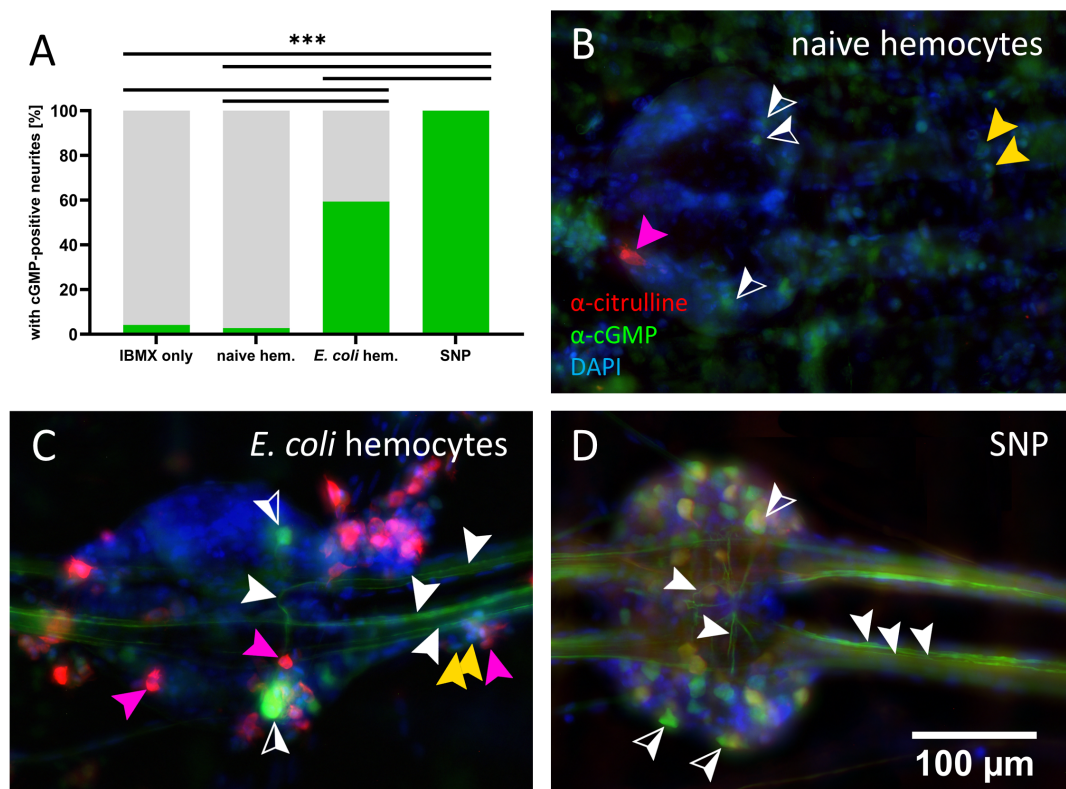 A
***
with cGMP-positive neurites [%]
100
80
60
40
20
0
IBMX only
naive hem.
E. coli hem.
SNP
B
naive hemocytes
α-citrulline
α-cGMP
DAPI
C
E. coli hemocytes
D
SNP
100 µm